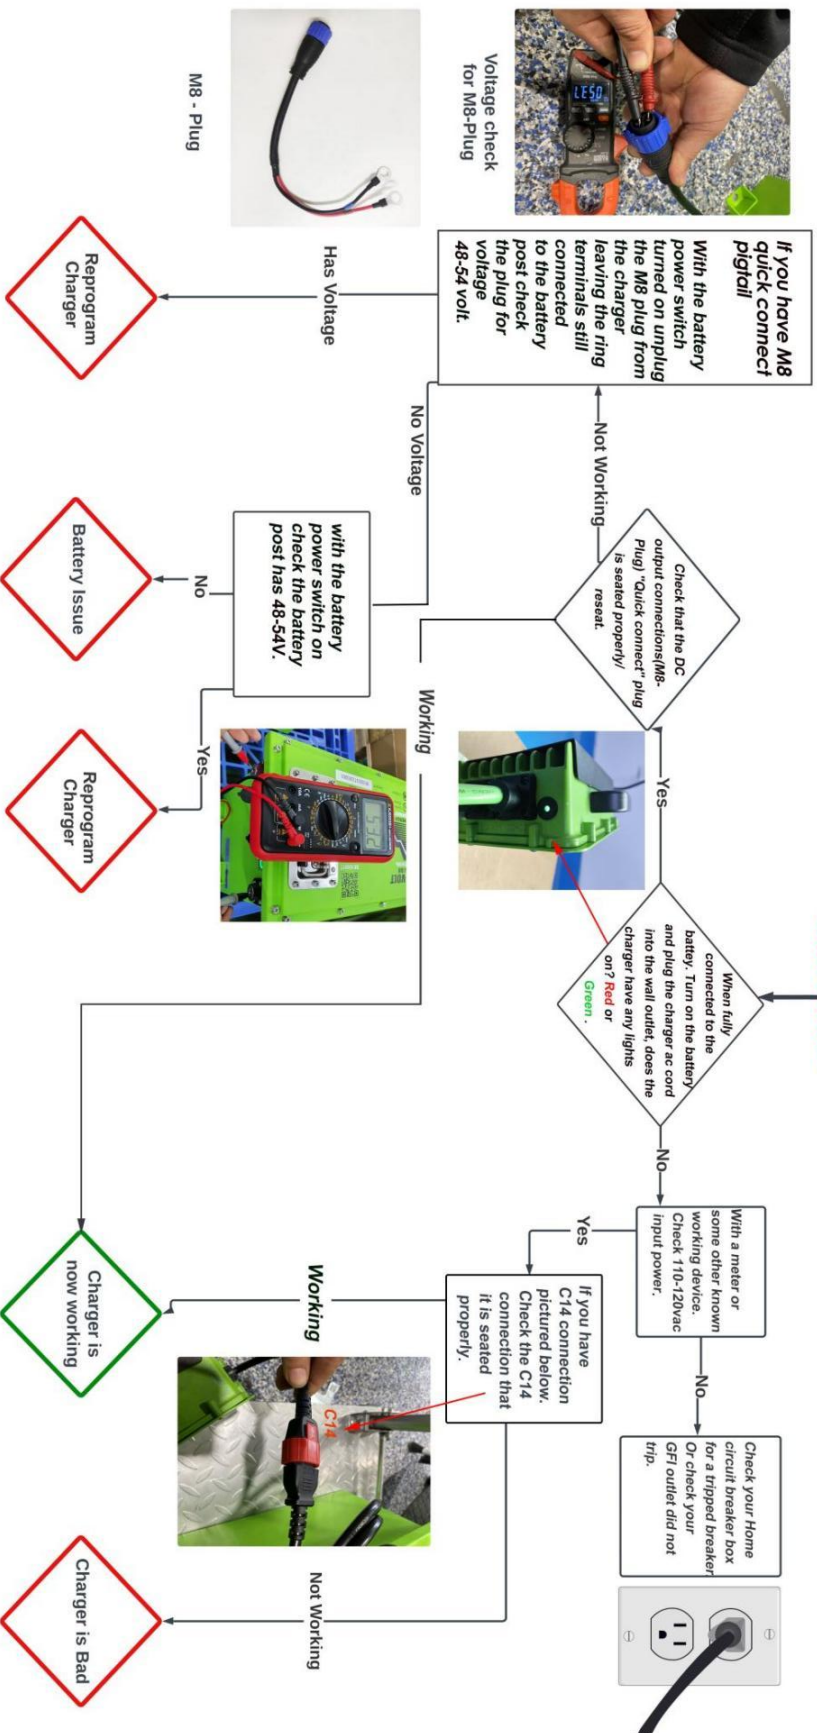 When fully
connected to the
battey. Turn on the battery
and plug the charger ac cord
into the wall outlet, does the
charger have any lights
on? Red or
Green .
Yes
No
Check that the DC
output connections(M8-
Plug) "Quick connect" plug
is seated properly/
reseat.
Not Working
Working
If you have M8
quick connect
pigtail
With the battery
power switch
turned on unplug
the M8 plug from
the charger
leaving the ring
terminals still
connected
to the battery
post check
the plug for
voltage
48-54 volt.
Voltage check
for M8-Plug
M8 - Plug
Has Voltage
No Voltage
Reprogram
Charger
with the battery
power switch on
check the battery
post has 48-54V.
No
Yes
Battery Issue
Reprogram
Charger
532
VOLT
With a meter or
some other known
working device.
Check 110-120vac
input power.
No
Yes
Check your Home
circuit breaker box
for a tripped breaker
Or check your
GFI outlet did not
trip.
If you have
C14 connection
pictured below.
Check the C14
connection that
it is seated
properly.
C14
Working
Not Working
Charger is
now working
Charger is Bad